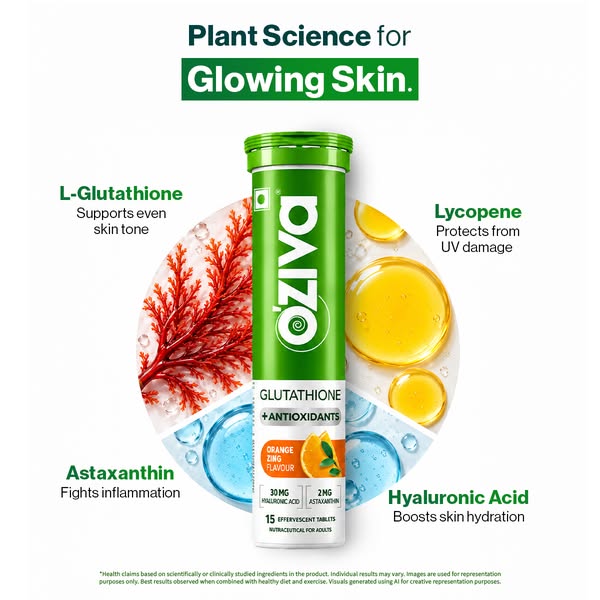 Plant Science for
Glowing Skin.
L-Glutathione
Supports even
skin tone
Lycopene
Protects from
UV damage
OZiva
GLUTATHIONE
+ANTIOXIDANTS
ORANGE
ZING
FLAVOUR
30 MG
HYALURONIC ACID
2 MG
ASTAXANTHIN
15 EFFERVESCENT TABLETS
NUTRACEUTICAL FOR ADULTS
Astaxanthin
Fights inflammation
Hyaluronic Acid
Boosts skin hydration
*Health claims based on scientifically or clinically studied ingredients in the product. Individual results may vary. Images are used for representation
purposes only. Best results observed when combined with healthy diet and exercise. Visuals generated using AI for creative representation purposes.